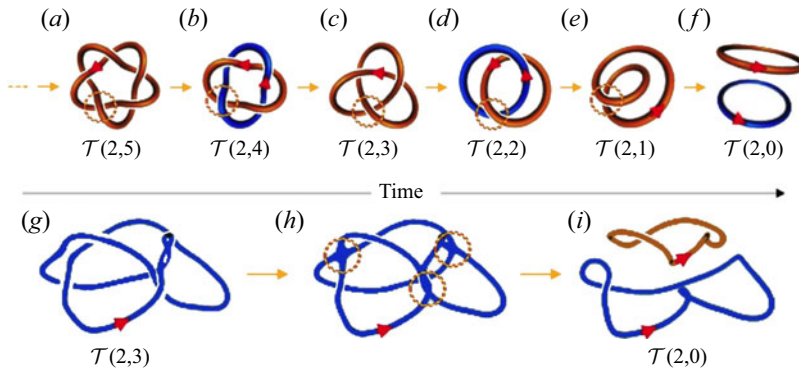 (a) (b) (c) (d) (e) (f)
𝒯(2,5) 𝒯(2,4) 𝒯(2,3) 𝒯(2,2) 𝒯(2,1) 𝒯(2,0)
Time
(g) (h) (i)
𝒯(2,3) 𝒯(2,0)